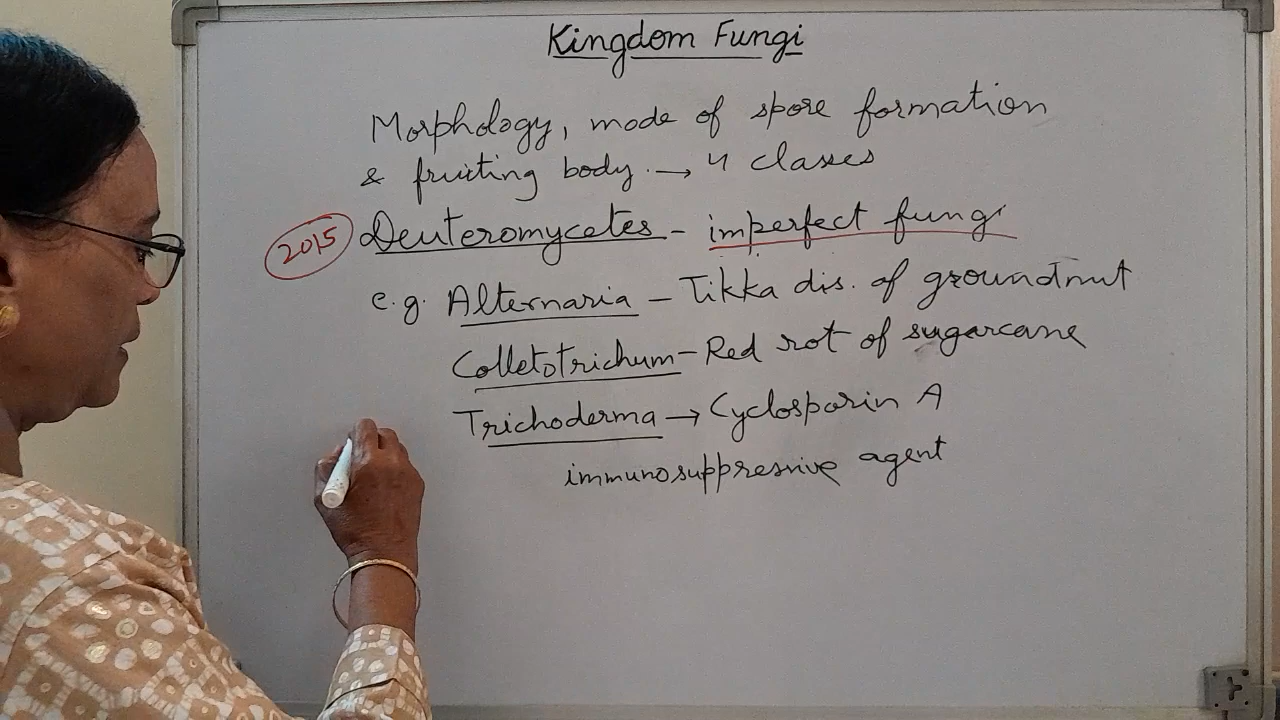 Kingdom Fungi
Morphology, mode of spore formation
& fruiting body. → 4 classes
2015 Deuteromycetes - imperfect fungi
e.g. Alternaria - Tikka dis. of groundnut
Colletotrichum - Red rot of sugarcane
Trichoderma → Cyclosporin A
immunosuppressive agent